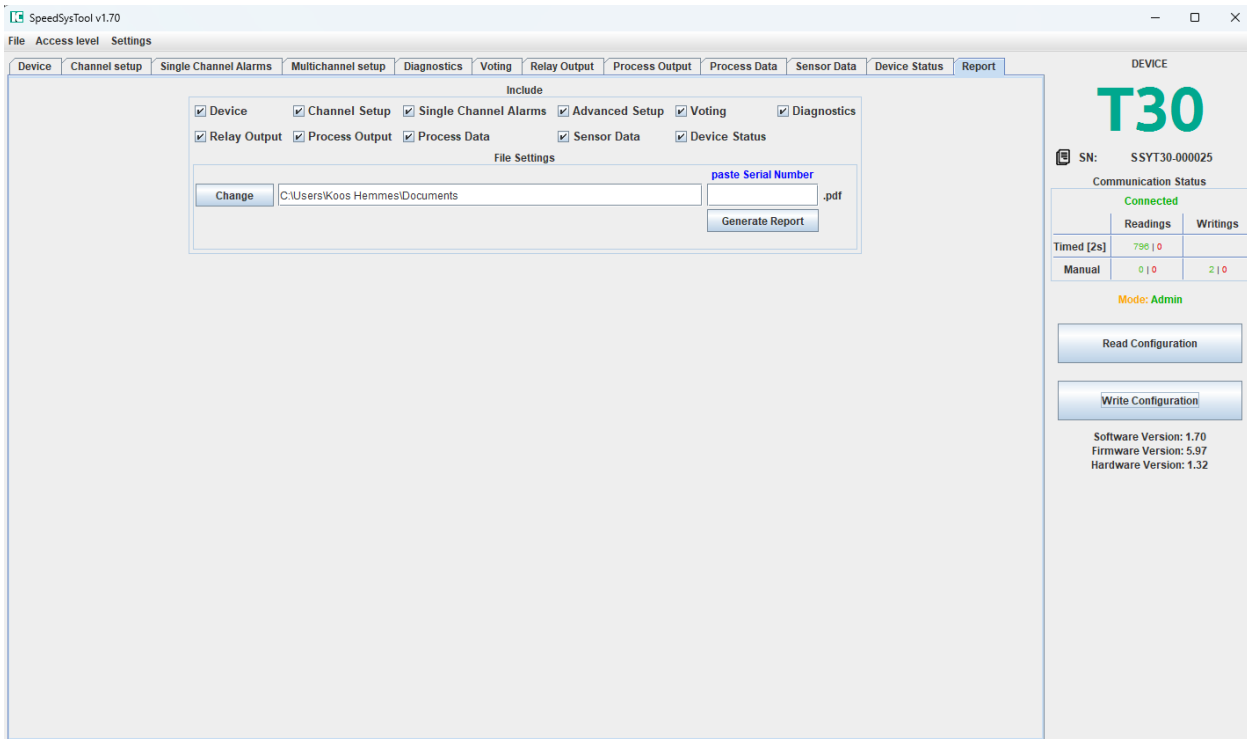 SpeedSysTool v1.70
File Access level Settings
Device Channel setup Single Channel Alarms Multichannel setup Diagnostics Voting Relay Output Process Output Process Data Sensor Data Device Status Report
Include
Device Channel Setup Single Channel Alarms Advanced Setup Voting Diagnostics
Relay Output Process Output Process Data Sensor Data Device Status
File Settings
paste Serial Number
Change C:\Users\Koos Hemmes\Documents .pdf
Generate Report
DEVICE
T30
SN: SSYT30-000025
Communication Status
Connected
Readings Writings
Timed [2s] 796 | 0
Manual 0 | 0 2 | 0
Mode: Admin
Read Configuration
Write Configuration
Software Version: 1.70
Firmware Version: 5.97
Hardware Version: 1.32